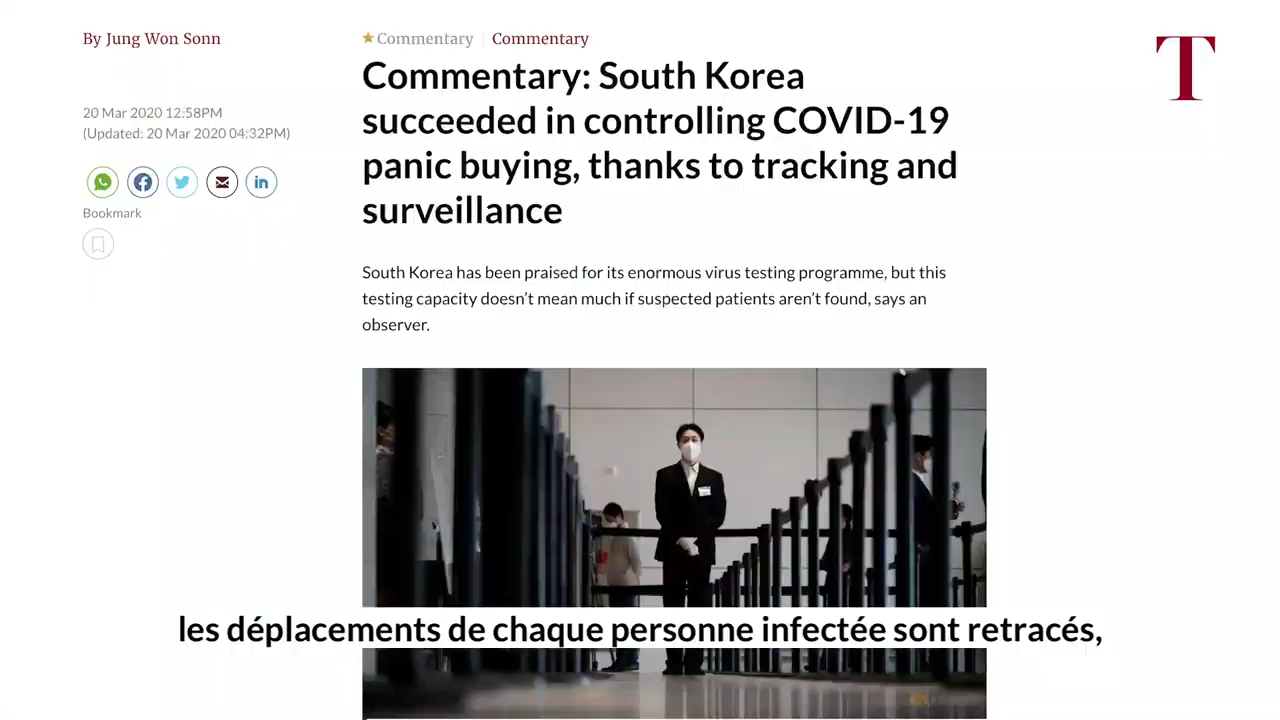 By Jung Won Sonn
20 Mar 2020 12:58PM
(Updated: 20 Mar 2020 04:32PM)
in
Bookmark
Commentary Commentary
Commentary: South Korea
succeeded in controlling COVID-19
panic buying, thanks to tracking and
surveillance
South Korea has been praised for its enormous virus testing programme, but this
testing capacity doesn't mean much if suspected patients aren't found, says an
observer.
T
les déplacements de chaque personne infectée sont retracés,